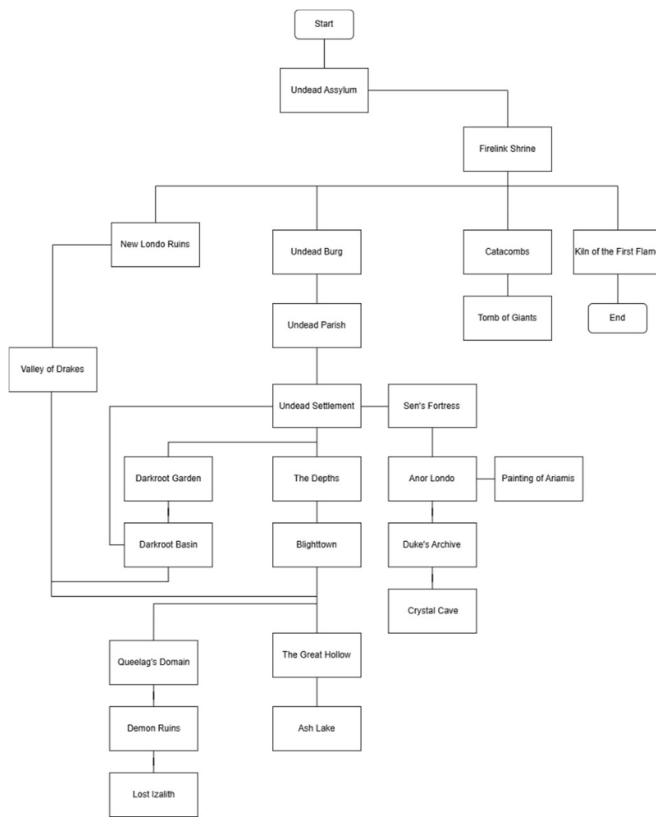 Start
Undead Assylum
Firelink Shrine
New Londo Ruins
Undead Burg
Catacombs
Kiln of the First Flame
Undead Parish
Tomb of Giants
End
Valley of Drakes
Undead Settlement
Sen's Fortress
Darkroot Garden
The Depths
Anor Londo
Painting of Ariamis
Darkroot Basin
Blighttown
Duke's Archive
Crystal Cave
Queelag's Domain
The Great Hollow
Demon Ruins
Ash Lake
Lost Izalith